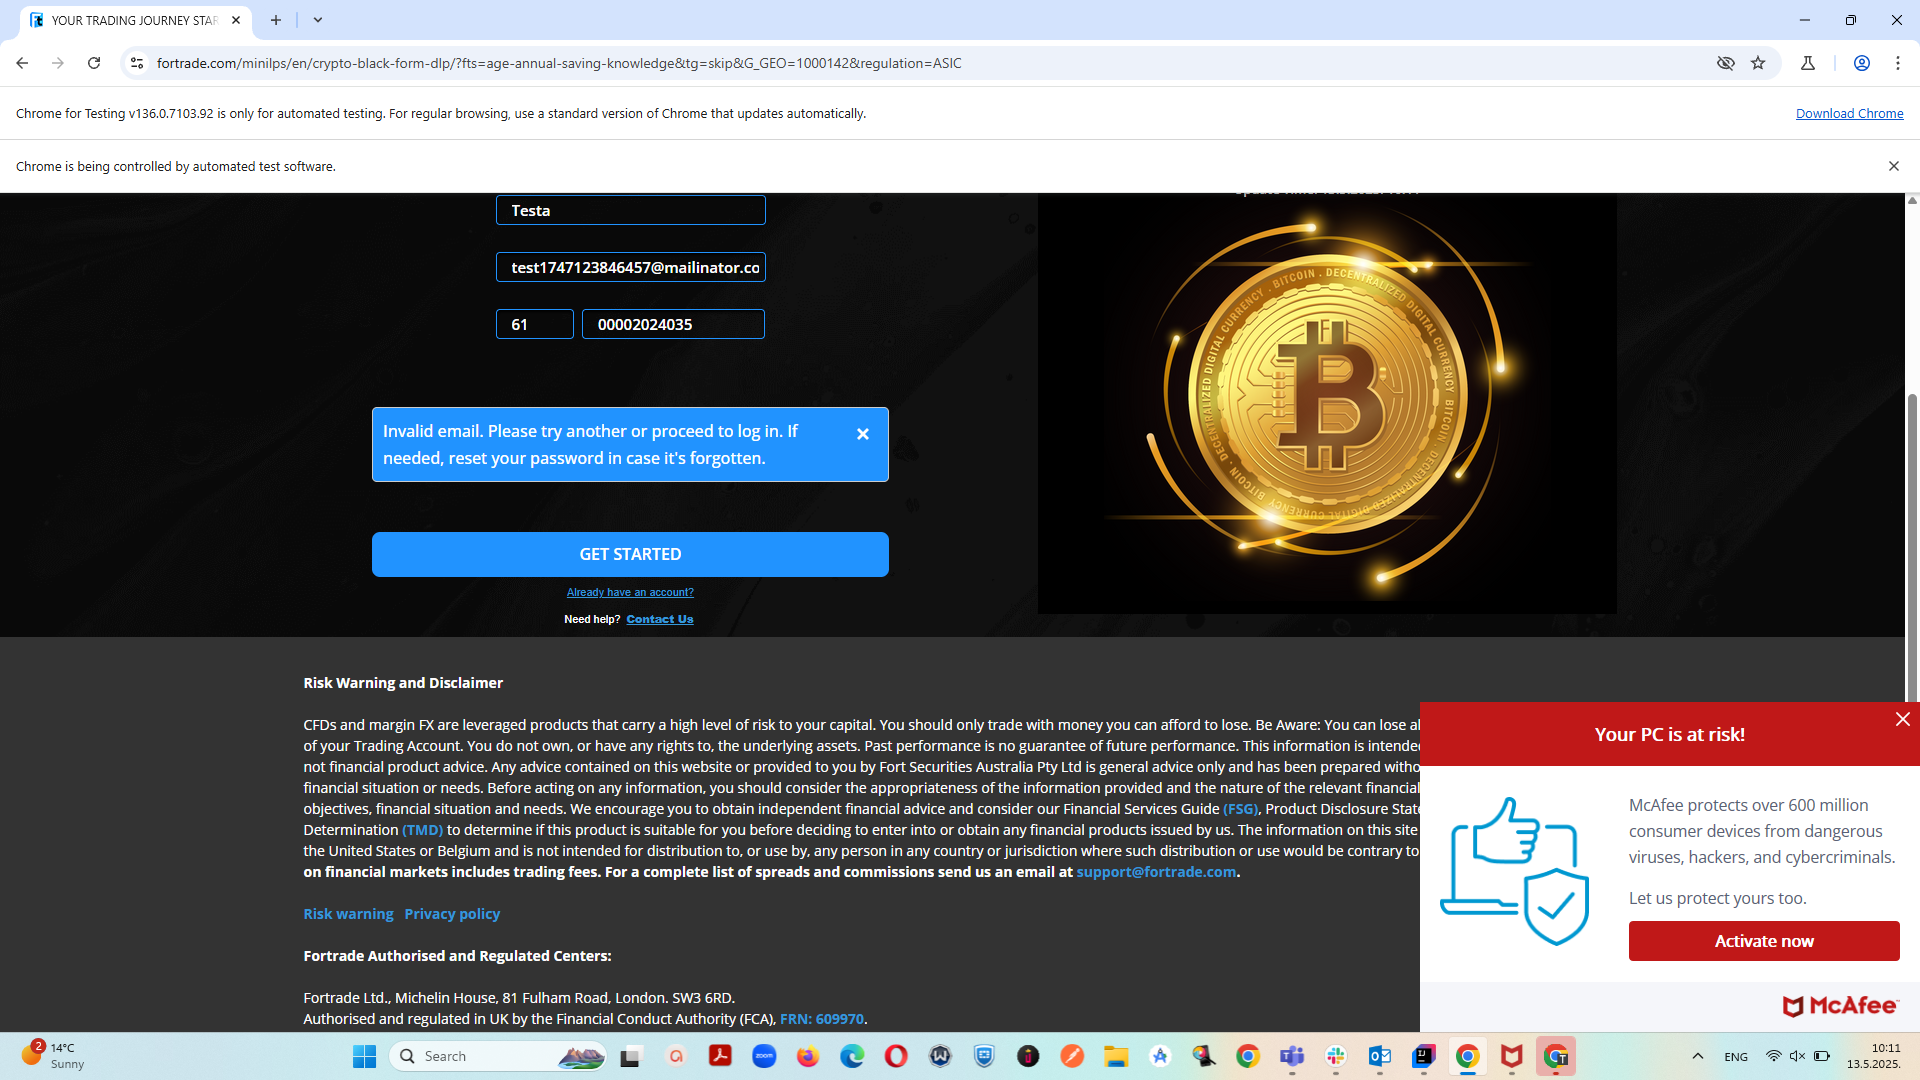 YOUR TRADING JOURNEY STAR
fortrade.com/minilps/en/crypto-black-form-dlp/?fts=age-annual-saving-knowledge&tg=skip&G_GEO=1000142&regulation=ASIC
Chrome for Testing v136.0.7103.92 is only for automated testing. For regular browsing, use a standard version of Chrome that updates automatically.
Download Chrome
Chrome is being controlled by automated test software.
Testa
test1747123846457@mailinator.co
61
00002024035
Invalid email. Please try another or proceed to log in. If
needed, reset your password in case it's forgotten.
GET STARTED
Already have an account?
Need help? Contact Us
BITCOIN . DECENTRALIZED DIGITAL CURRENCY . BITCOIN . DECENTRALIZED DIGITAL CURRENCY . BITCOIN . DECENTRALIZED DIGITAL CURRENCY
Risk Warning and Disclaimer
CFDs and margin FX are leveraged products that carry a high level of risk to your capital. You should only trade with money you can afford to lose. Be Aware: You can lose al
of your Trading Account. You do not own, or have any rights to, the underlying assets. Past performance is no guarantee of future performance. This information is intende
not financial product advice. Any advice contained on this website or provided to you by Fort Securities Australia Pty Ltd is general advice only and has been prepared witho
financial situation or needs. Before acting on any information, you should consider the appropriateness of the information provided and the nature of the relevant financial
objectives, financial situation and needs. We encourage you to obtain independent financial advice and consider our Financial Services Guide (FSG), Product Disclosure State
Determination (TMD) to determine if this product is suitable for you before deciding to enter into or obtain any financial products issued by us. The information on this site
the United States or Belgium and is not intended for distribution to, or use by, any person in any country or jurisdiction where such distribution or use would be contrary to
on financial markets includes trading fees. For a complete list of spreads and commissions send us an email at support@fortrade.com.
Risk warning Privacy policy
Fortrade Authorised and Regulated Centers:
Fortrade Ltd., Michelin House, 81 Fulham Road, London. SW3 6RD.
Authorised and regulated in UK by the Financial Conduct Authority (FCA), FRN: 609970.
Your PC is at risk!
McAfee protects over 600 million
consumer devices from dangerous
viruses, hackers, and cybercriminals.
Let us protect yours too.
Activate now
McAfee
2
14°C
Sunny
Search
zoom
ENG
10:11
13.5.2025.